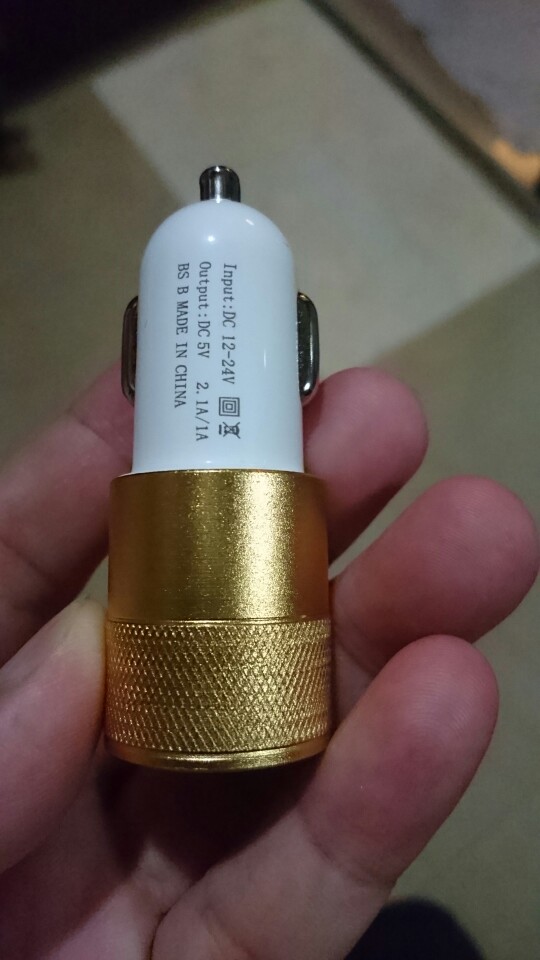 Input:DC 12-24V
Output:DC 5V 2.1A/1A
BS B MADE IN CHINA